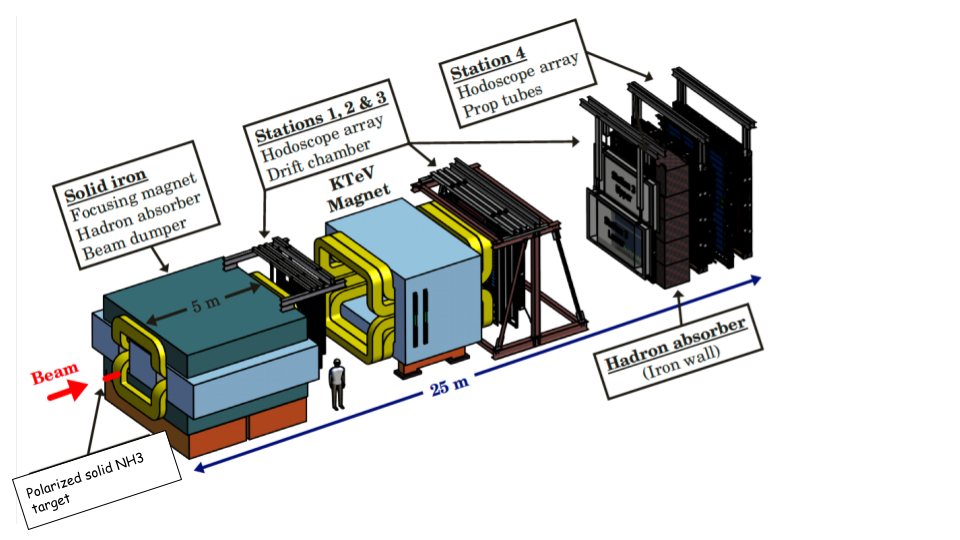 Station 4
Hodoscope array
Prop tubes
Stations 1, 2 & 3
Hodoscope array
Drift chamber
Solid iron
Focusing magnet
Hadron absorber
Beam dumper
KTeV
Magnet
5 m
Beam
25 m
Hadron absorber
(Iron wall)
Polarized solid NH3
target